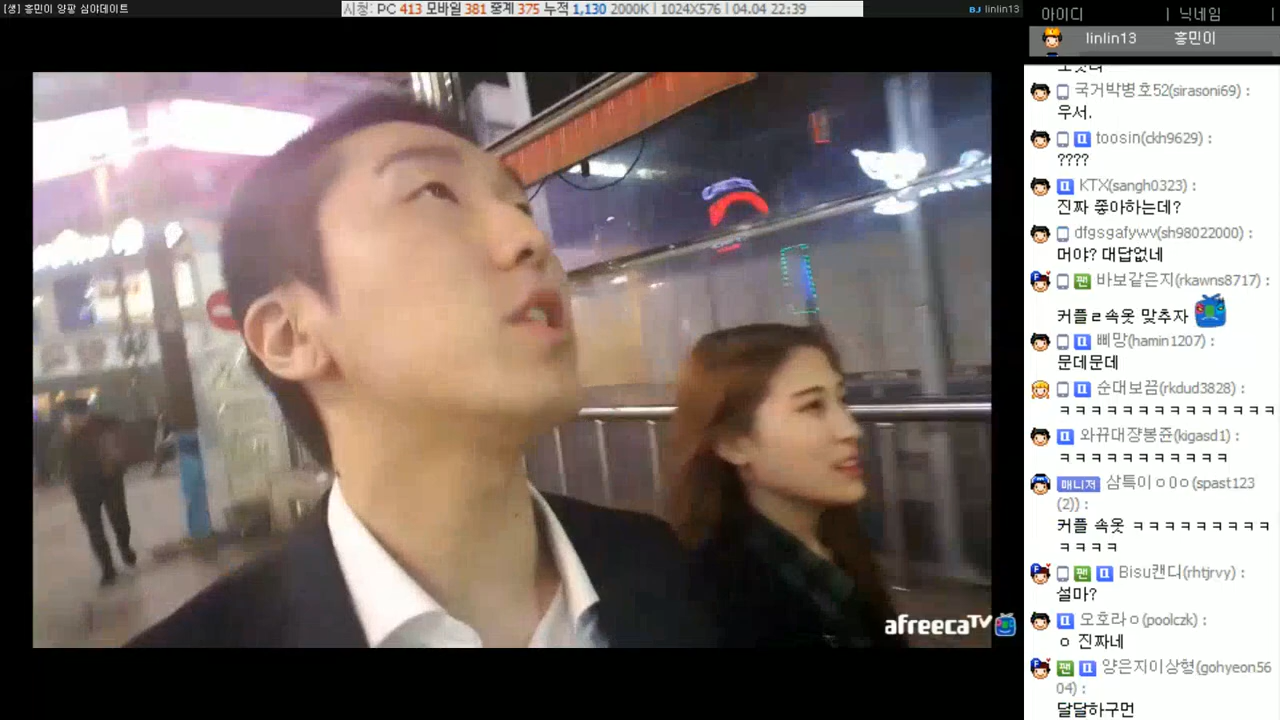 [생] 홍민이 양팡 심야데이트
시청: PC 413 모바일 381 중계 375 누적 1,130 2000K | 1024X576 | 04.04 22:39
BJ linlin13
아이디 | 닉네임 |
linlin13 홍민이
국거박병호52(sirasoni69) :
우서.
toosin(ckh9629) :
????
KTX(sangh0323) :
진짜 좋아하는데?
dfgsgafywv(sh98022000) :
머야? 대답없네
팬 바보같은지(rkawns8717) :
커플ㄹ속옷 맞추자
삐망(hamin1207) :
문데문데
순대보끔(rkdud3828) :
ㅋㅋㅋㅋㅋㅋㅋㅋㅋㅋㅋㅋㅋㅋ
와뀨대쟝봉쥰(kigasd1) :
ㅋㅋㅋㅋㅋㅋㅋㅋㅋㅋㅋ
매니저 삼특이ㅇ0ㅇ(spast123
(2)) :
커플 속옷 ㅋㅋㅋㅋㅋㅋㅋㅋㅋ
ㅋㅋㅋㅋ
팬 Bisu캔디(rhtjrvy) :
설마?
오호라ㅇ(poolczk) :
ㅇ 진짜네
팬 양은지이상형(gohyeon56
04) :
달달하구먼
afreecaTV